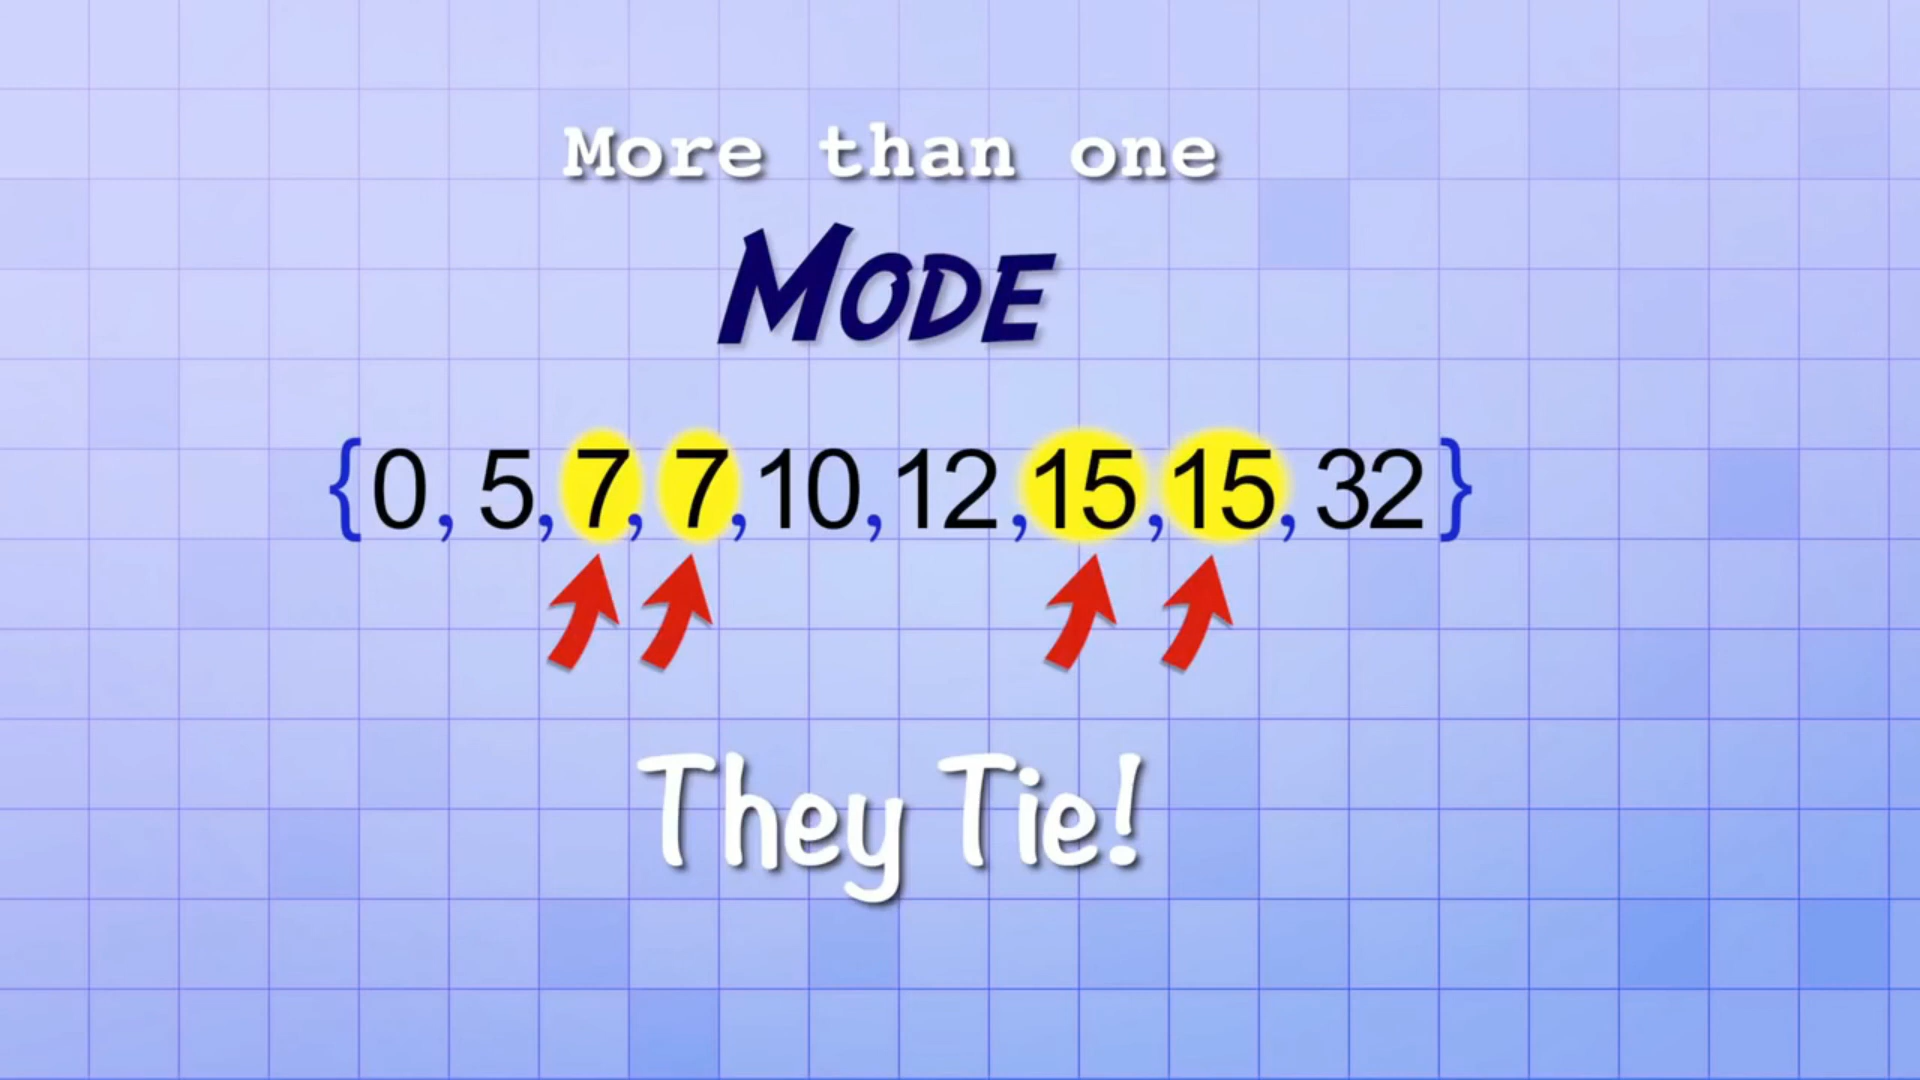 More than one
MODE
{0, 5, 7, 7, 10, 12, 15, 15, 32}
They Tie!